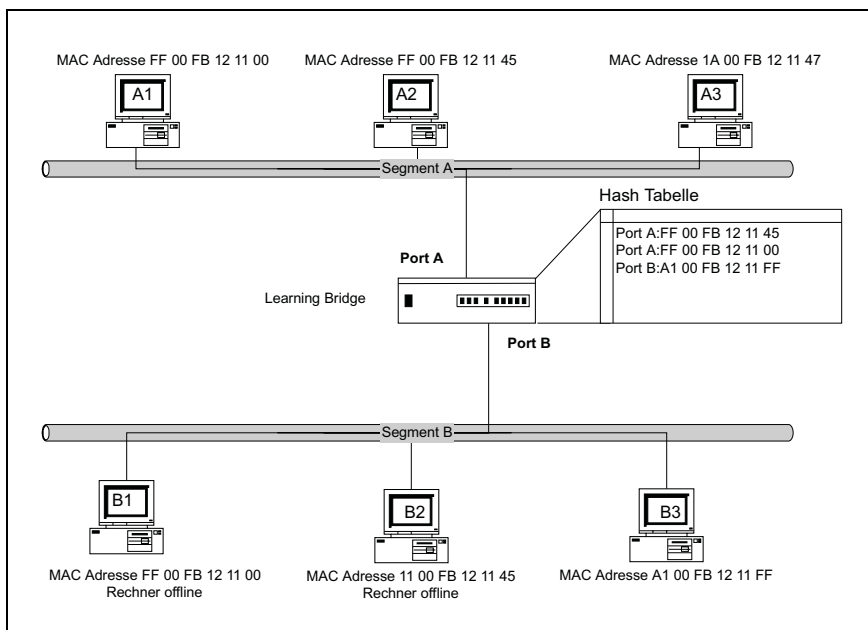 MAC Adresse FF 00 FB 12 11 00
MAC Adresse FF 00 FB 12 11 45
MAC Adresse 1A 00 FB 12 11 47
A1
A2
A3
Segment A
Hash Tabelle
Port A:FF 00 FB 12 11 45
Port A:FF 00 FB 12 11 00
Port B:A1 00 FB 12 11 FF
Port A
Learning Bridge
Port B
Segment B
B1
B2
B3
MAC Adresse FF 00 FB 12 11 00
Rechner offline
MAC Adresse 11 00 FB 12 11 45
Rechner offline
MAC Adresse A1 00 FB 12 11 FF